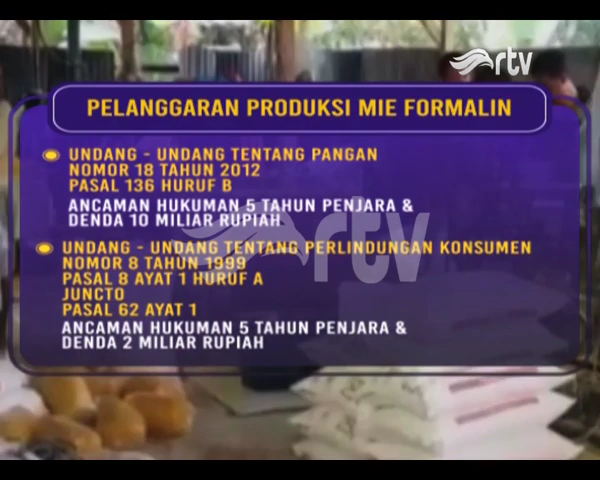 rtv
PELANGGARAN PRODUKSI MIE FORMALIN
UNDANG - UNDANG TENTANG PANGAN
NOMOR 18 TAHUN 2012
PASAL 136 HURUF B
ANCAMAN HUKUMAN 5 TAHUN PENJARA &
DENDA 10 MILIAR RUPIAH
rtv
UNDANG - UNDANG TENTANG PERLINDUNGAN KONSUMEN
NOMOR 8 TAHUN 1999
PASAL 8 AYAT 1 HURUF A
JUNCTO
PASAL 62 AYAT 1
ANCAMAN HUKUMAN 5 TAHUN PENJARA &
DENDA 2 MILIAR RUPIAH